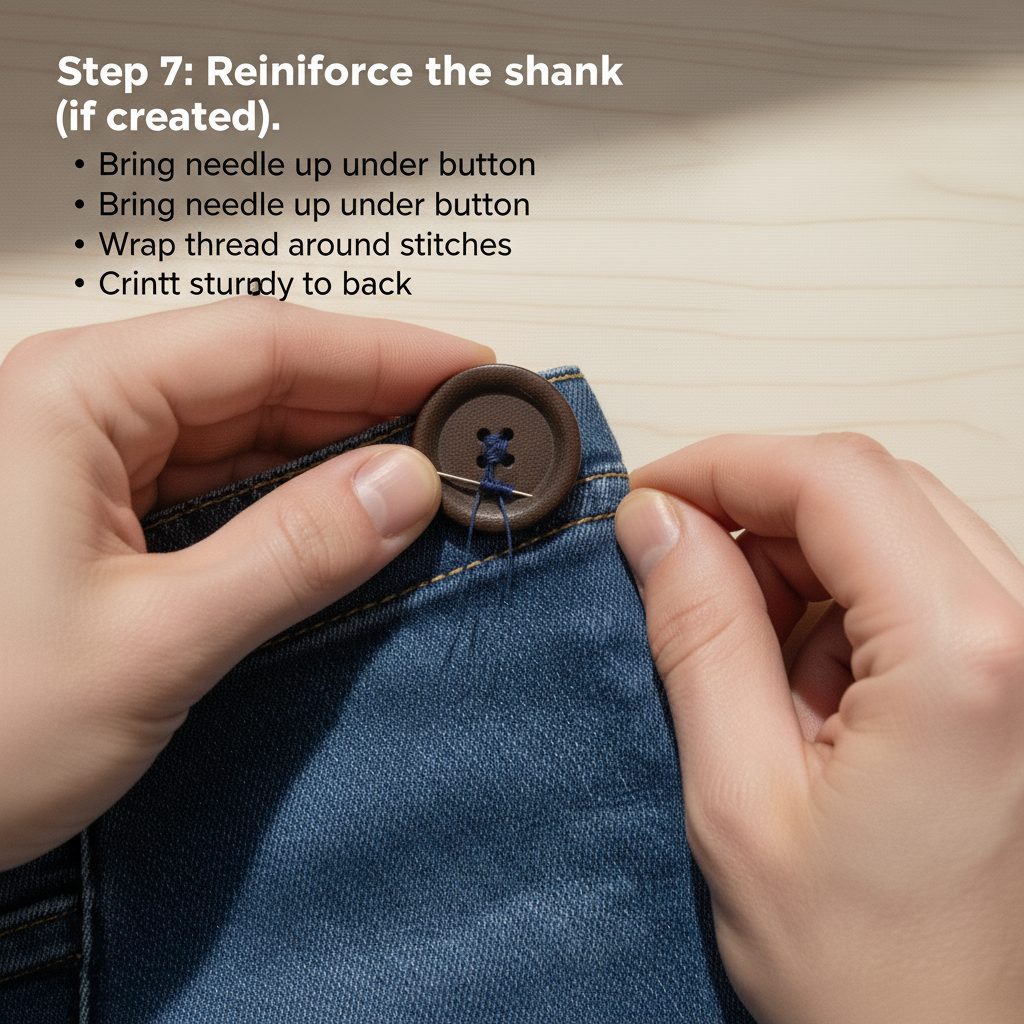 Step 7: Reiniforce the shank
(if created).
• Bring needle up under button
• Bring needle up under button
• Wrap thread around stitches
• Crintt sturrdy to back